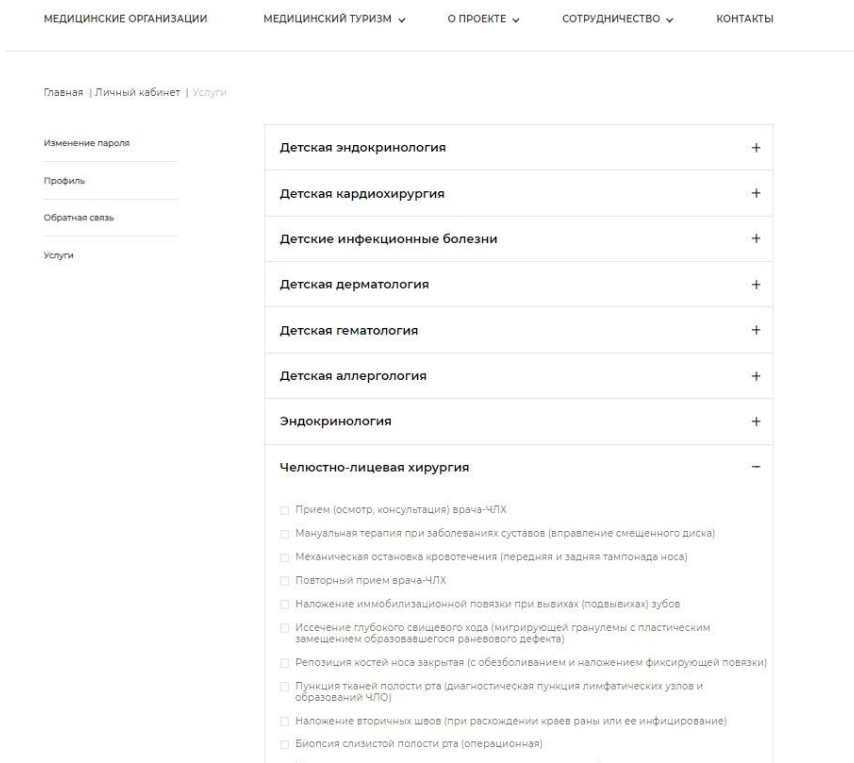 МЕДИЦИНСКИЕ ОРГАНИЗАЦИИ МЕДИЦИНСКИЙ ТУРИЗМ О ПРОЕКТЕ СОТРУДНИЧЕСТВО КОНТАКТЫ
Главная | Личный кабинет | Услуги
Изменение пароля
Профиль
Обратная связь
Услуги
Детская эндокринология +
Детская кардиохирургия +
Детские инфекционные болезни +
Детская дерматология +
Детская гематология +
Детская аллергология +
Эндокринология +
Челюстно-лицевая хирургия −
Прием (осмотр, консультация) врача-ЧЛХ
Мануальная терапия при заболеваниях суставов (вправление смещенного диска)
Механическая остановка кровотечения (передняя и задняя тампонада носа)
Повторный прием врача-ЧЛХ
Наложение иммобилизационной повязки при вывихах (подвывихах) зубов
Иссечение глубокого свищевого хода (мигрирующей гранулемы с пластическим
замещением образовавшегося раневового дефекта)
Репозиция костей носа закрытая (с обезболиванием и наложением фиксирующей повязки)
Пункция тканей полости рта (диагностическая пункция лимфатических узлов и
образований ЧЛО)
Наложение вторичных швов (при расхождении краев раны или ее инфицирование)
Биопсия слизистой полости рта (операционная)